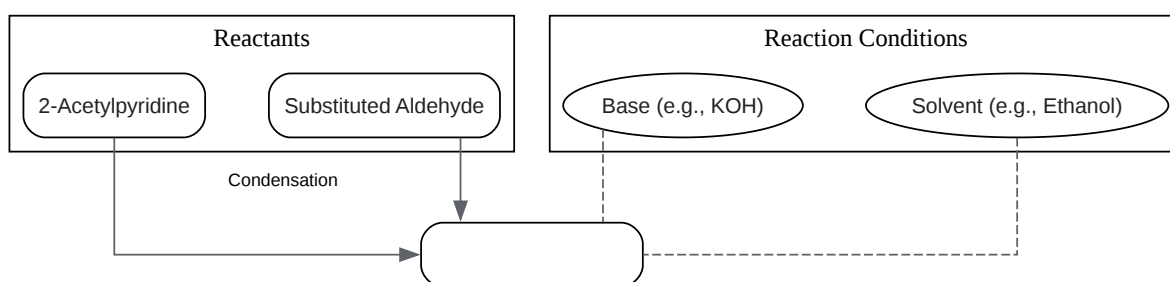 Reactants
Reaction Conditions
2-Acetylpyridine
Substituted Aldehyde
Base (e.g., KOH)
Solvent (e.g., Ethanol)
Condensation